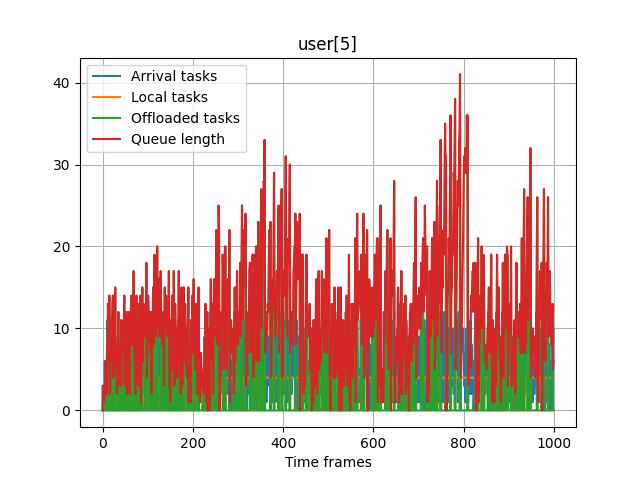 user[5]
Arrival tasks
Local tasks
Offloaded tasks
Queue length
40
30
20
10
0
0 200 400 600 800 1000
Time frames